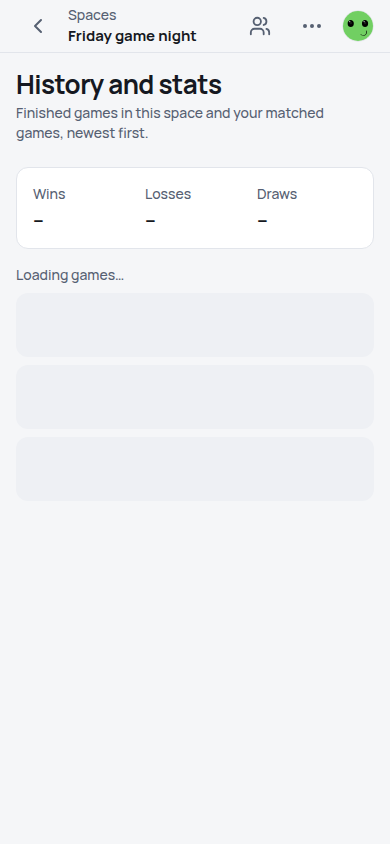 Spaces
Friday game night
History and stats
Finished games in this space and your matched
games, newest first.
Wins
Losses
Draws
–
–
–
Loading games…